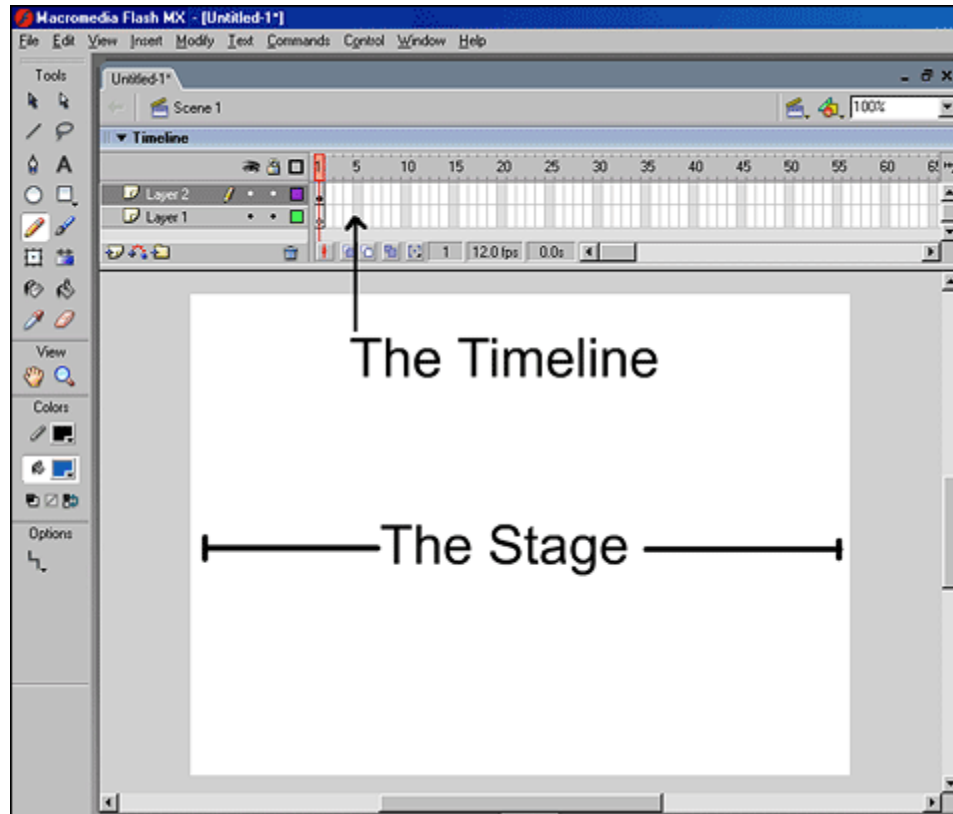 Macromedia Flash MX - [Untitled-1*]
File Edit View Insert Modify Text Commands Control Window Help
Tools
Untitled-1*
Scene 1
100%
Timeline
1 5 10 15 20 25 30 35 40 45 50 55 60 65
Layer 2
Layer 1
1 12.0 fps 0.0s
The Timeline
View
Colors
The Stage
Options